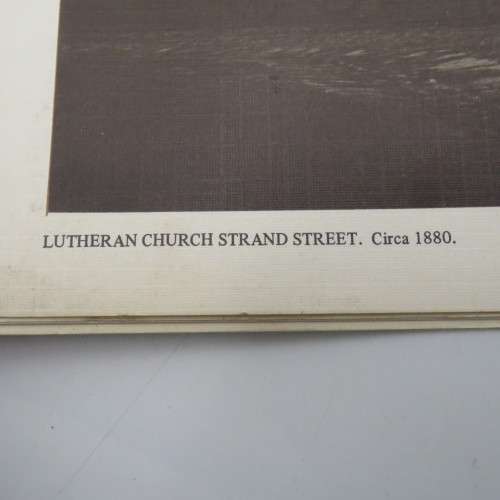 LUTHERAN CHURCH STRAND STREET. Circa 1880.